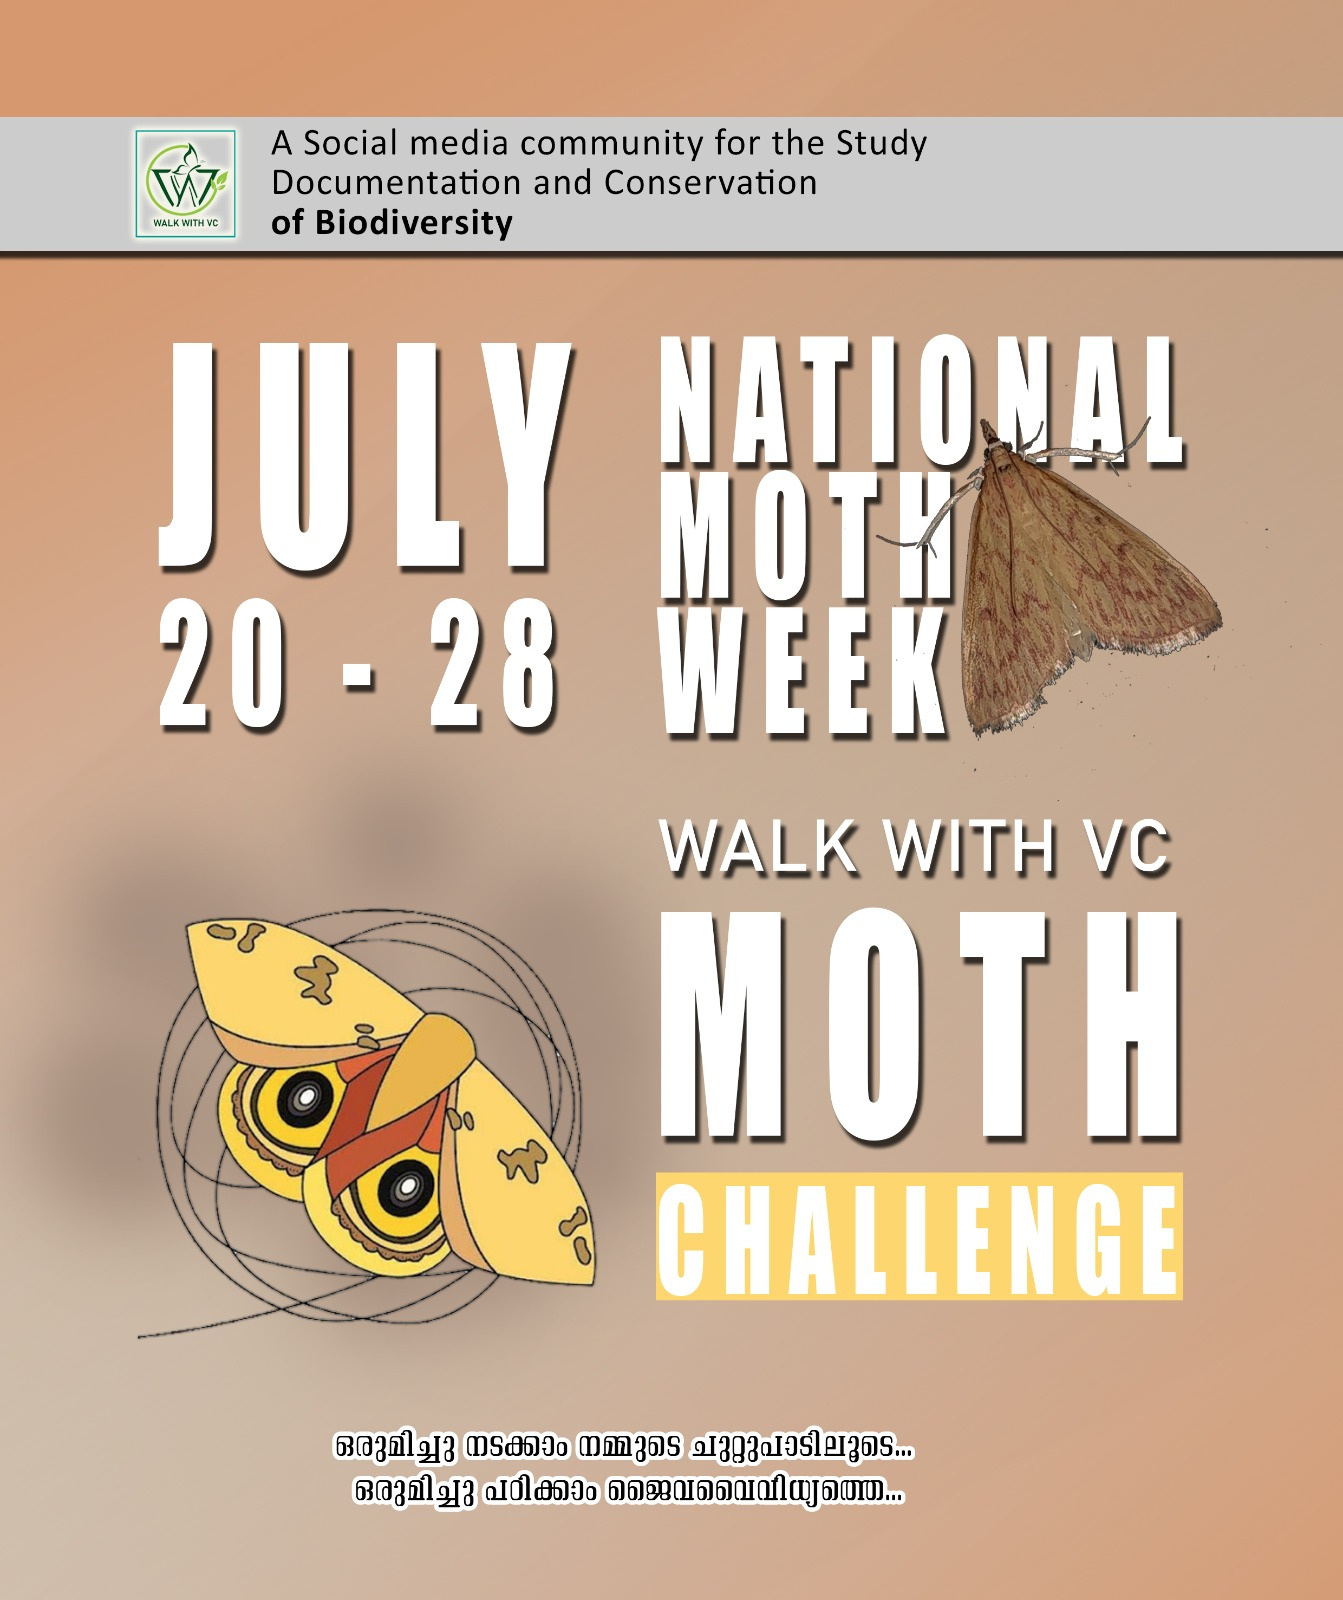 WALK WITH VC
A Social media community for the Study
Documentation and Conservation
of Biodiversity
JULY
20 - 28
NATIONAL
MOTH
WEEK
WALK WITH VC
MOTH
CHALLENGE
ഒരുമിച്ചു നടക്കാം നമ്മുടെ ചുറ്റുപാടിലൂടെ...
ഒരുമിച്ചു പഠിക്കാം ജൈവവൈവിധ്യത്തെ...